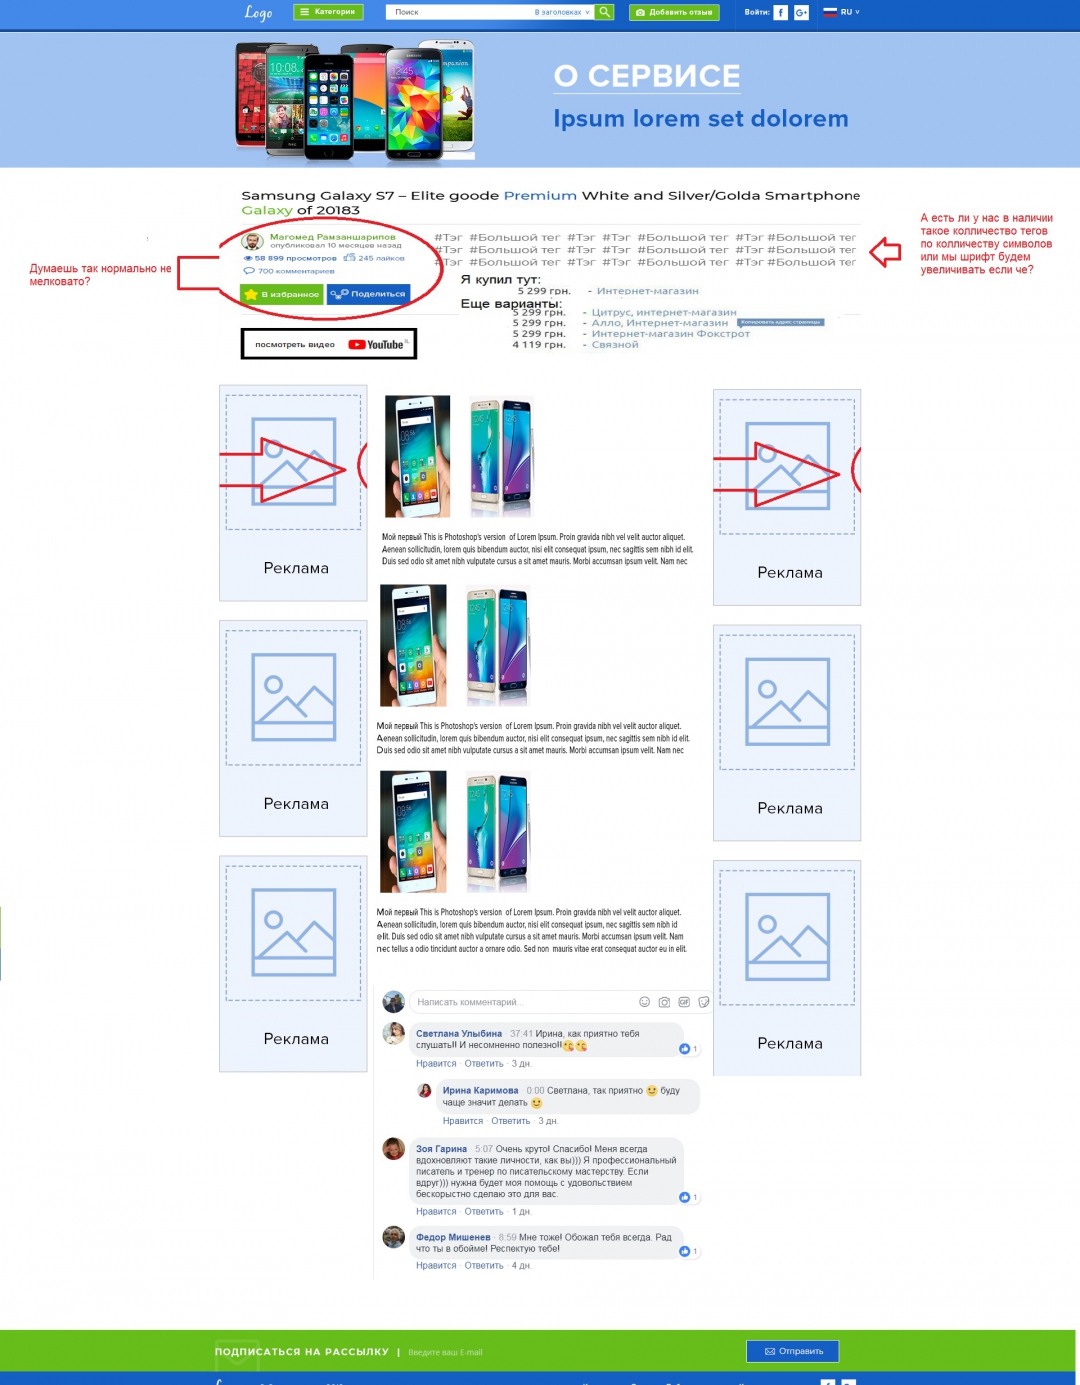 Logo
Категории
Поиск
В заголовках
Добавить отзыв
Войти:
RU
О СЕРВИСЕ
Ipsum lorem set dolorem
Samsung Galaxy S7 – Elite goode Premium White and Silver/Golda Smartphone
Galaxy of 20183
Магомед Рамзаншарипов
опубликовал 10 месяцев назад
58 899 просмотров 245 лайков
700 комментариев
В избранное
Поделиться
#Тэг #Большой тег #Тэг #Тэг #Большой тег #Тэг #Большой тег
#Тэг #Большой тег #Тэг #Тэг #Большой тег #Тэг #Большой тег
#Тэг #Большой тег #Тэг #Тэг #Большой тег #Тэг #Большой тег
Я купил тут:
5 299 грн. - Интернет-магазин
Еще варианты:
5 299 грн. - Цитрус, интернет-магазин
5 299 грн. - Алло, Интернет-магазин
Копировать адрес страницы
5 299 грн. - Интернет-магазин Фокстрот
4 119 грн. - Связной
посмотреть видео YouTube
Думаешь так нормально не
мелковато?
А есть ли у нас в наличии
такое колличество тегов
по колличеству символов
или мы шрифт будем
увеличивать если че?
Реклама
Реклама
Мой первый This is Photoshop's version of Lorem Ipsum. Proin gravida nibh vel velit auctor aliquet.
Aenean sollicitudin, lorem quis bibendum auctor, nisi elit consequat ipsum, nec sagittis sem nibh id elit.
Duis sed odio sit amet nibh vulputate cursus a sit amet mauris. Morbi accumsan ipsum velit. Nam nec
Реклама
Реклама
Мой первый This is Photoshop's version of Lorem Ipsum. Proin gravida nibh vel velit auctor aliquet.
Aenean sollicitudin, lorem quis bibendum auctor, nisi elit consequat ipsum, nec sagittis sem nibh id elit.
Duis sed odio sit amet nibh vulputate cursus a sit amet mauris. Morbi accumsan ipsum velit. Nam nec
Реклама
Реклама
Мой первый This is Photoshop's version of Lorem Ipsum. Proin gravida nibh vel velit auctor aliquet.
Aenean sollicitudin, lorem quis bibendum auctor, nisi elit consequat ipsum, nec sagittis sem nibh id
elit. Duis sed odio sit amet nibh vulputate cursus a sit amet mauris. Morbi accumsan ipsum velit. Nam
nec tellus a odio tincidunt auctor a ornare odio. Sed non mauris vitae erat consequat auctor eu in elit.
Написать комментарий...
GIF
Светлана Улыбина · 37:41 Ирина, как приятно тебя
слушать!! И несомненно полезно!!
1
Нравится · Ответить · 3 дн.
Ирина Каримова · 0:00 Светлана, так приятно буду
чаще значит делать
Нравится · Ответить · 3 дн.
Зоя Гарина · 5:07 Очень круто! Спасибо! Меня всегда
вдохновляют такие личности, как вы))) Я профессиональный
писатель и тренер по писательскому мастерству. Если
вдруг))) нужна будет моя помощь с удовольствием
бескорыстно сделаю это для вас.
1
Нравится · Ответить · 1 дн.
Федор Мишенев · 8:59 Мне тоже! Обожал тебя всегда. Рад
что ты в обойме! Респектую тебе!
1
Нравится · Ответить · 4 дн.
ПОДПИСАТЬСЯ НА РАССЫЛКУ | Введите ваш E-mail
Отправить